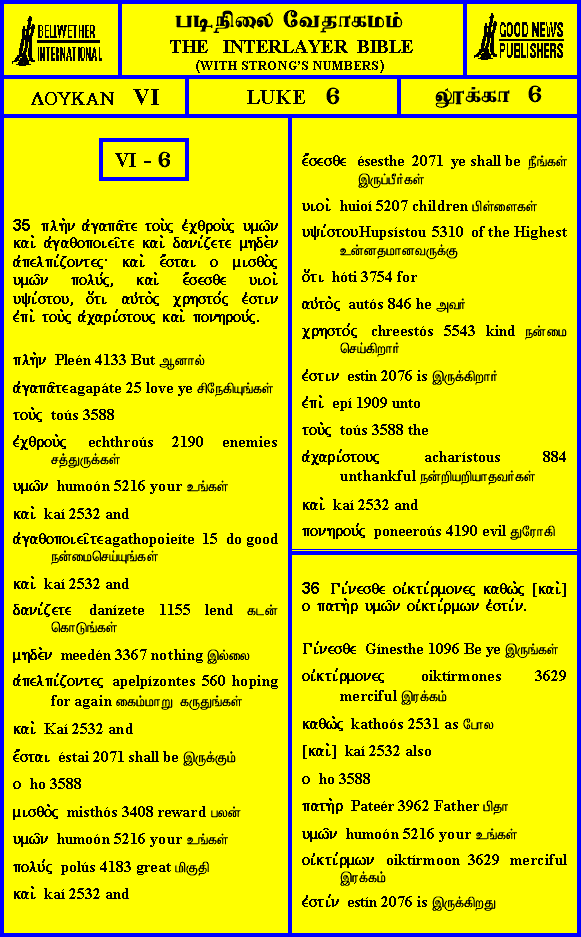 BELLWETHER
INTERNATIONAL
படிநிலை வேதாகமம்
THE INTERLAYER BIBLE
(WITH STRONG'S NUMBERS)
GOOD NEWS
PUBLISHERS
ΛΟΥΚΑΝ VI
LUKE 6
லூக்கா 6
VI - 6
35 πλὴν ἀγαπᾶτε τοὺς ἐχθροὺς υμῶν
καὶ ἀγαθοποιεῖτε καὶ δανίζετε μηδὲν
ἀπελπίζοντες· καὶ ἔσται ο μισθὸς
υμῶν πολύς, καὶ ἔσεσθε υιοὶ
υψίστου, ὅτι αὐτὸς χρηστός ἐστιν
ἐπὶ τοὺς ἀχαρίστους καὶ πονηρούς.
πλὴν Pleén 4133 But ஆனால்
ἀγαπᾶτε agapáte 25 love ye சிநேகியுங்கள்
τοὺς toús 3588
ἐχθροὺς echthroús 2190 enemies
சத்துருக்கள்
υμῶν humoón 5216 your உங்கள்
καὶ kaí 2532 and
ἀγαθοποιεῖτε agathopoieíte 15 do good
நன்மைசெய்யுங்கள்
καὶ kaí 2532 and
δανίζετε danízete 1155 lend கடன்
கொடுங்கள்
μηδὲν meedén 3367 nothing இல்லை
ἀπελπίζοντες apelpízontes 560 hoping
for again கைம்மாறு கருதுங்கள்
καὶ Kaí 2532 and
ἔσται éstai 2071 shall be இருக்கும்
ο ho 3588
μισθὸς misthós 3408 reward பலன்
υμῶν humoón 5216 your உங்கள்
πολύς polús 4183 great மிகுதி
καὶ kaí 2532 and
ἔσεσθε ésesthe 2071 ye shall be நீங்கள்
இருப்பீர்கள்
υιοὶ huioí 5207 children பிள்ளைகள்
υψίστου Hupsístou 5310 of the Highest
உன்னதமானவருக்கு
ὅτι hóti 3754 for
αὐτὸς autós 846 he அவர்
χρηστός chreestós 5543 kind நன்மை
செய்கிறார்
ἐστιν estin 2076 is இருக்கிறார்
ἐπὶ epí 1909 unto
τοὺς toús 3588 the
ἀχαρίστους acharístous 884
unthankful நன்றியறியாதவர்கள்
καὶ kaí 2532 and
πονηρούς poneeroús 4190 evil துரோகி
36 Γίνεσθε οἰκτίρμονες καθὼς [καὶ]
ο πατὴρ υμῶν οἰκτίρμων ἐστίν.
Γίνεσθε Gínesthe 1096 Be ye இருங்கள்
οἰκτίρμονες oiktírmones 3629
merciful இரக்கம்
καθὼς kathoós 2531 as போல
[καὶ] kaí 2532 also
ο ho 3588
πατὴρ Pateér 3962 Father பிதா
υμῶν humoón 5216 your உங்கள்
οἰκτίρμων oiktírmoon 3629 merciful
இரக்கம்
ἐστίν estín 2076 is இருக்கிறது